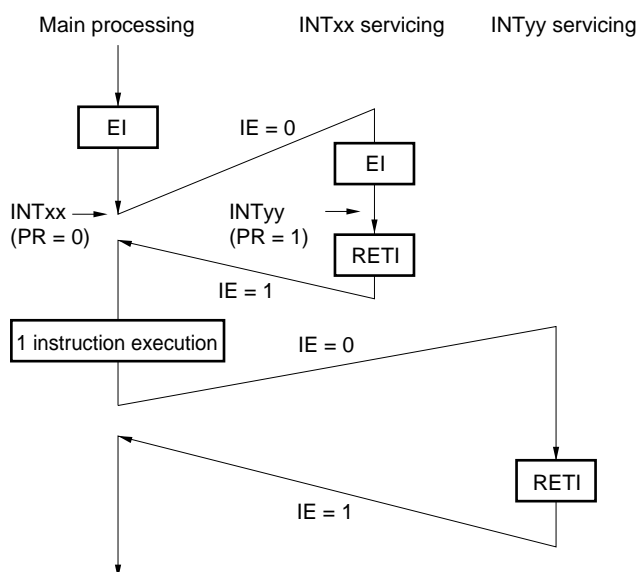 Main processing
INTxx servicing
INTyy servicing
EI
IE = 0
EI
INTxx
(PR = 0)
INTyy
(PR = 1)
RETI
IE = 1
1 instruction execution
IE = 0
RETI
IE = 1